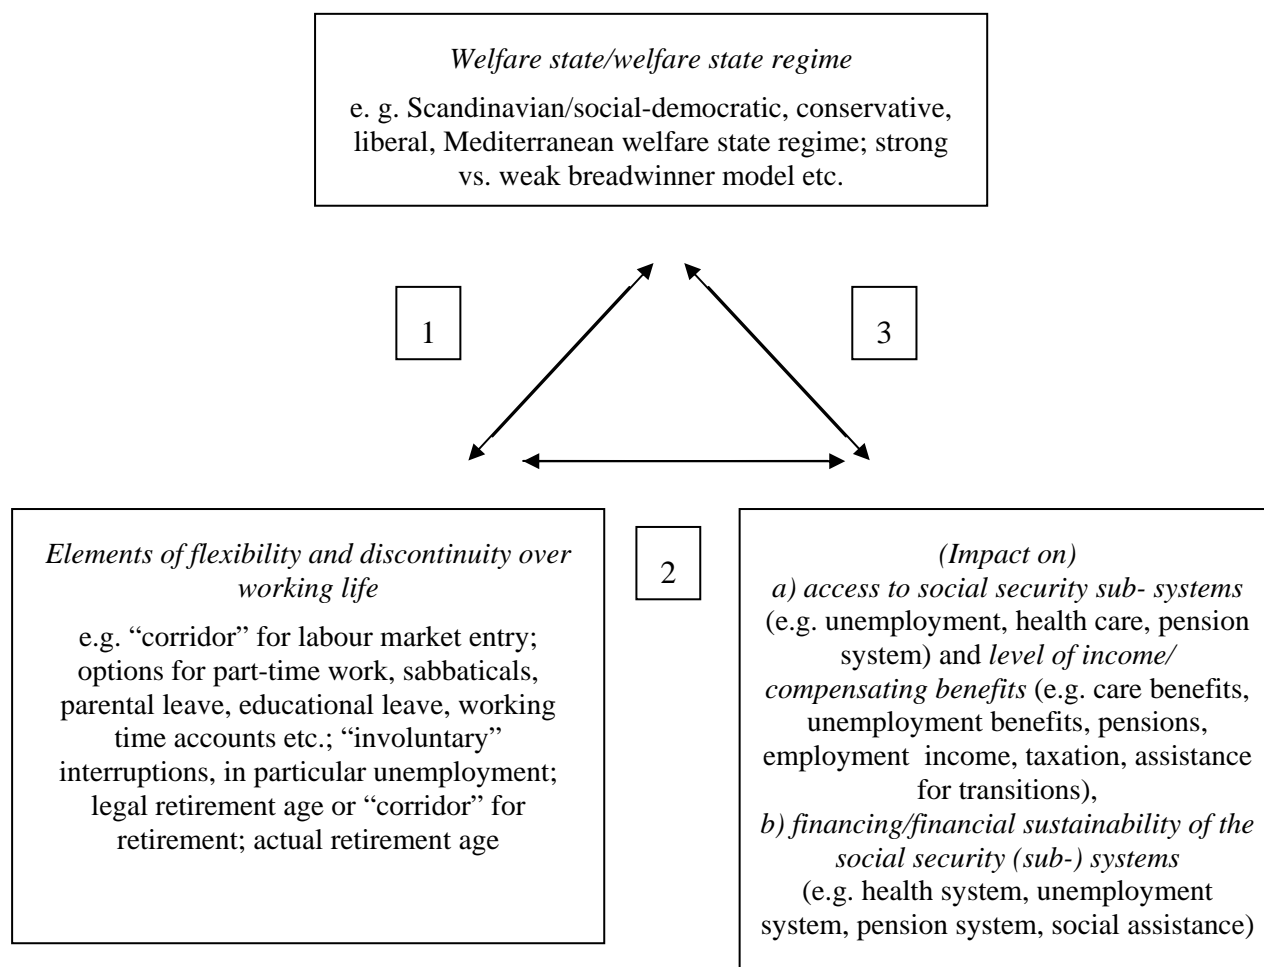 Welfare state/welfare state regime
e. g. Scandinavian/social-democratic, conservative,
liberal, Mediterranean welfare state regime; strong
vs. weak breadwinner model etc.
1
3
Elements of flexibility and discontinuity over
working life
e.g. “corridor” for labour market entry;
options for part-time work, sabbaticals,
parental leave, educational leave, working
time accounts etc.; “involuntary”
interruptions, in particular unemployment;
legal retirement age or “corridor” for
retirement; actual retirement age
2
(Impact on)
a) access to social security sub- systems
(e.g. unemployment, health care, pension
system) and level of income/
compensating benefits (e.g. care benefits,
unemployment benefits, pensions,
employment income, taxation, assistance
for transitions),
b) financing/financial sustainability of the
social security (sub-) systems
(e.g. health system, unemployment
system, pension system, social assistance)